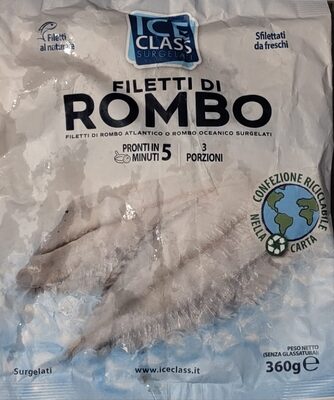 Filetti
al naturale
ICE
CLASS
SURGELATI
Sfilettati
da freschi
FILETTI DI
ROMBO
FILETTI DI ROMBO ATLANTICO O ROMBO OCEANICO SURGELATI
PRONTI IN
MINUTI 5
3
PORZIONI
CONFEZIONE RICICLABILE
NELLA
CARTA
PESO NETTO
(SENZA GLASSATURA)
360g e
Surgelati
www.iceclass.it